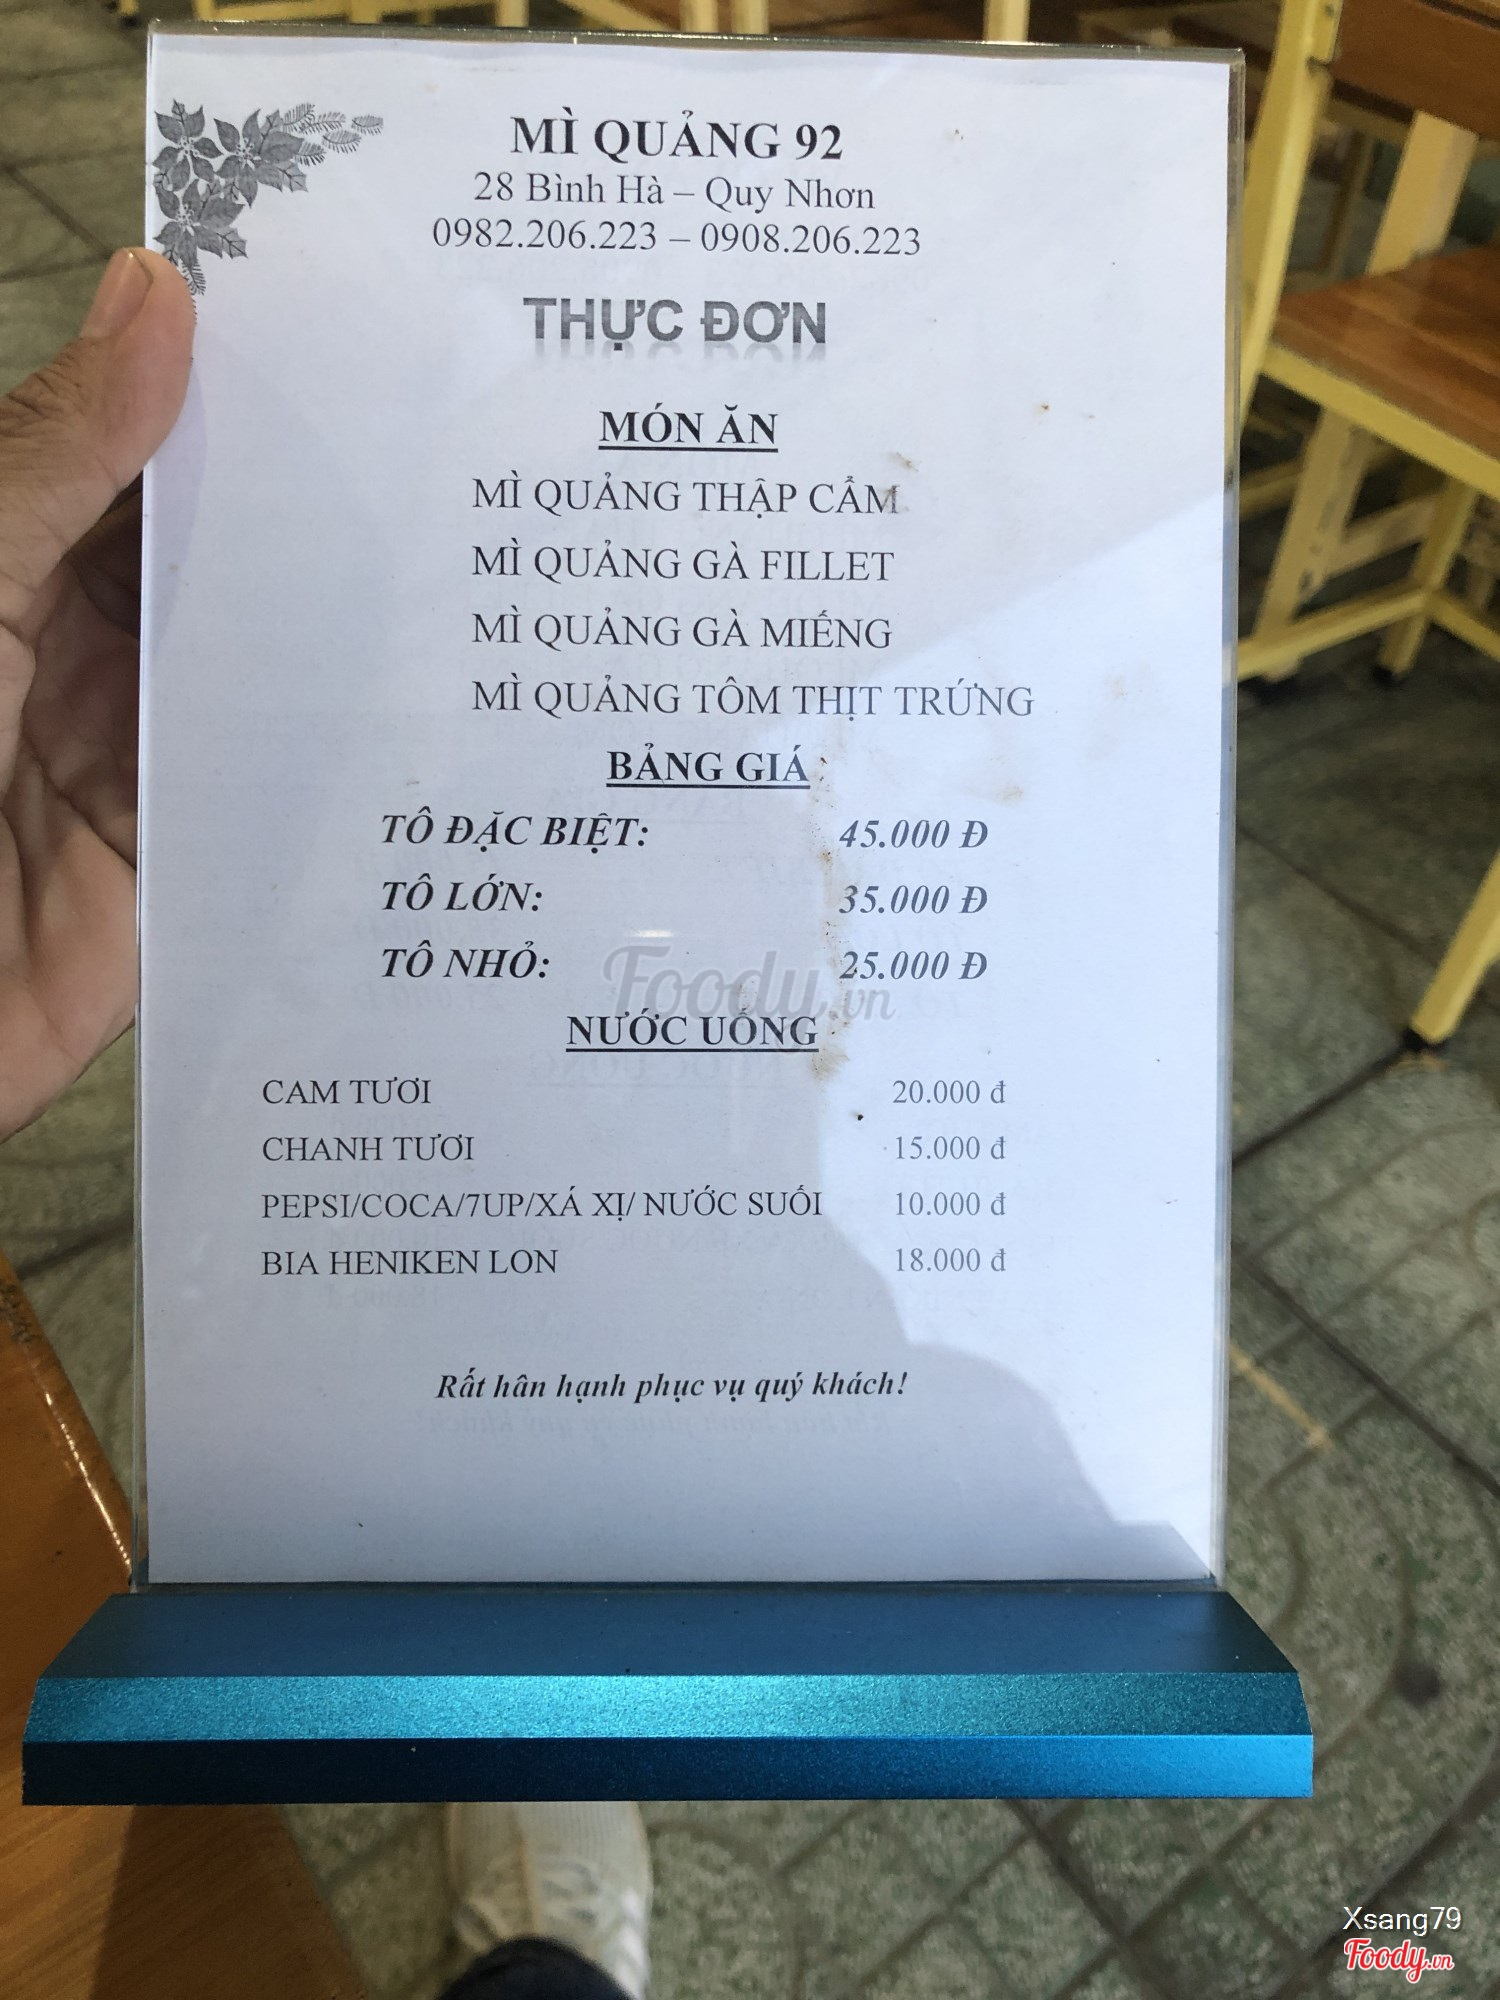 MÌ QUẢNG 92
28 Bình Hà – Quy Nhơn
0982.206.223 – 0908.206.223
THỰC ĐƠN
MÓN ĂN
MÌ QUẢNG THẬP CẨM
MÌ QUẢNG GÀ FILLET
MÌ QUẢNG GÀ MIẾNG
MÌ QUẢNG TÔM THỊT TRỨNG
BẢNG GIÁ
TÔ ĐẶC BIỆT: 45.000 Đ
TÔ LỚN: 35.000 Đ
TÔ NHỎ: 25.000 Đ
Foody.vn
NƯỚC UỐNG
CAM TƯƠI 20.000 đ
CHANH TƯƠI 15.000 đ
PEPSI/COCA/7UP/XÁ XỊ/ NƯỚC SUỐI 10.000 đ
BIA HENIKEN LON 18.000 đ
Rất hân hạnh phục vụ quý khách!
Xsang79
Foody.vn